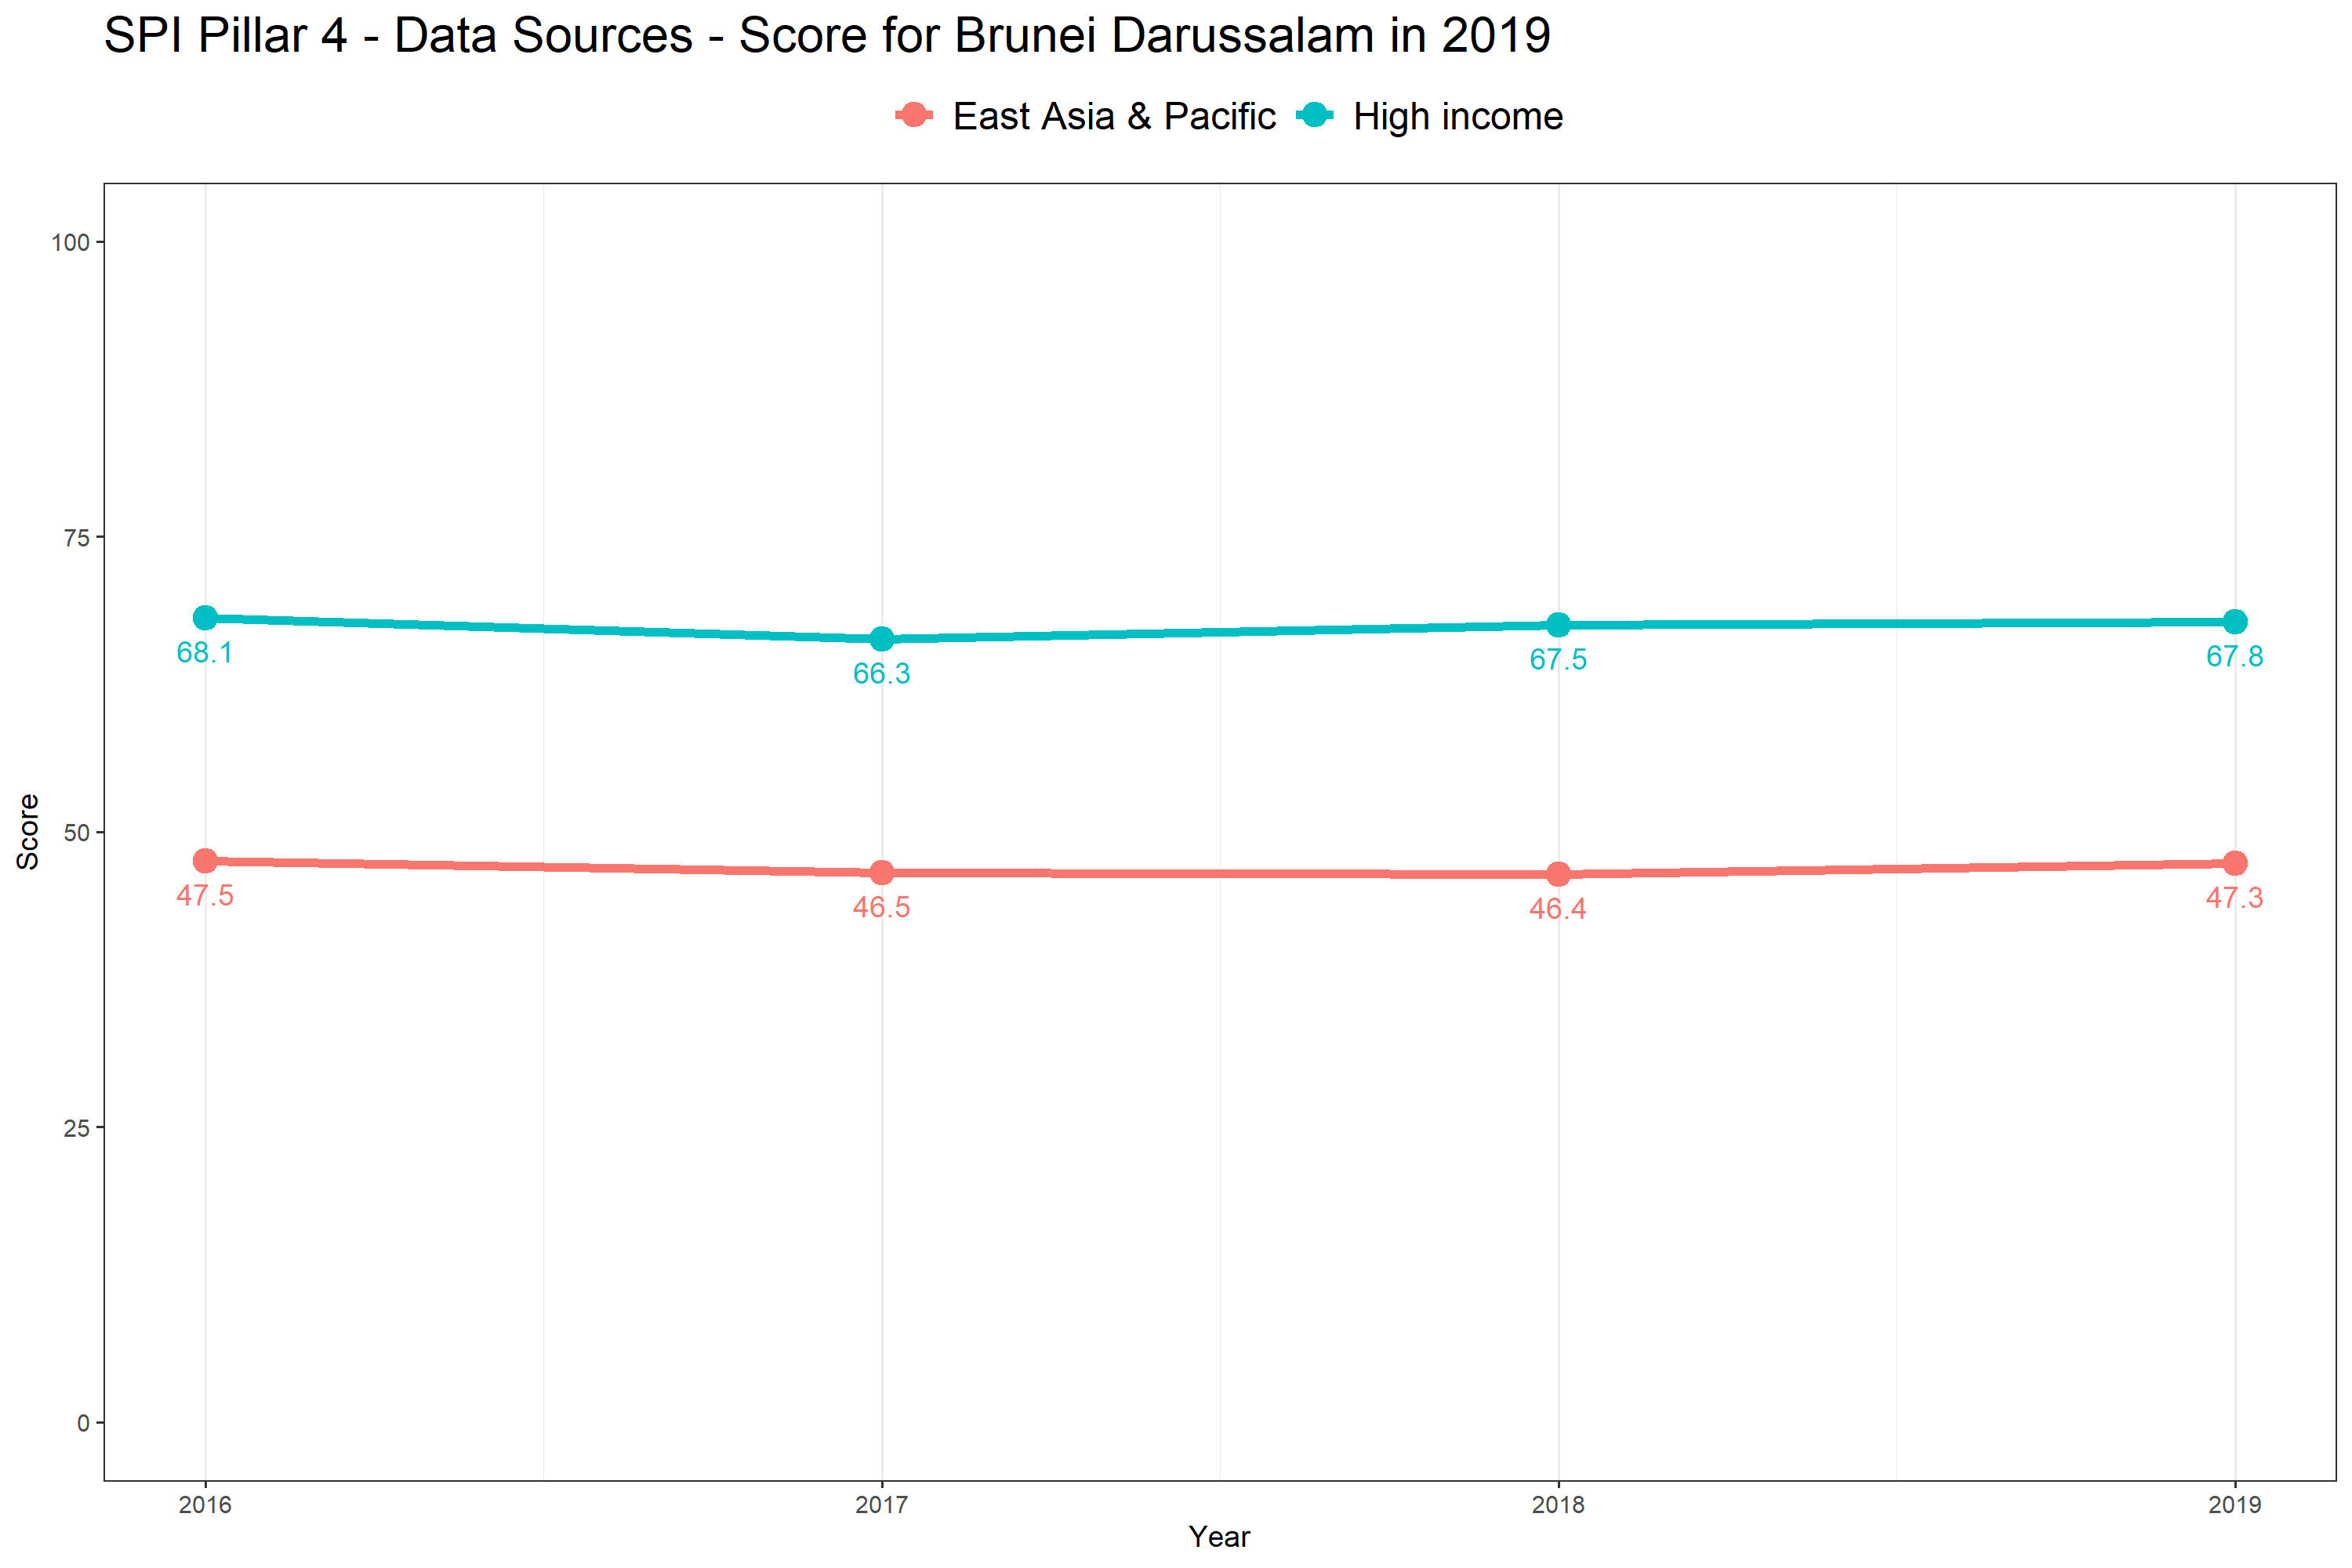 SPI Pillar 4 - Data Sources - Score for Brunei Darussalam in 2019
East Asia & Pacific High income
100
75
50
25
0
Score
68.1
66.3
67.5
67.8
47.5
46.5
46.4
47.3
2016 2017 2018 2019
Year